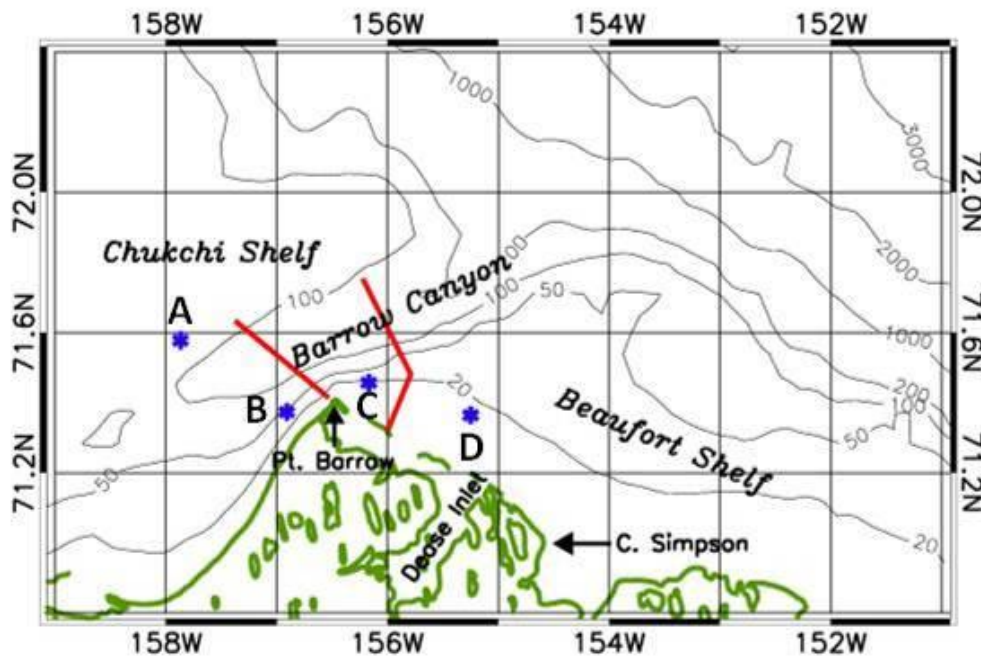 158W 156W 154W 152W
1000
3000
72.0N 72.0N
Chukchi Shelf
2000
100
Barrow Canyon
100
50
A
71.6N 71.6N
1000
20
200
100
B
C
D
Beaufort Shelf
50
Pt. Barrow
71.2N 71.2N
50
Dease Inlet
C. Simpson
20
158W 156W 154W 152W